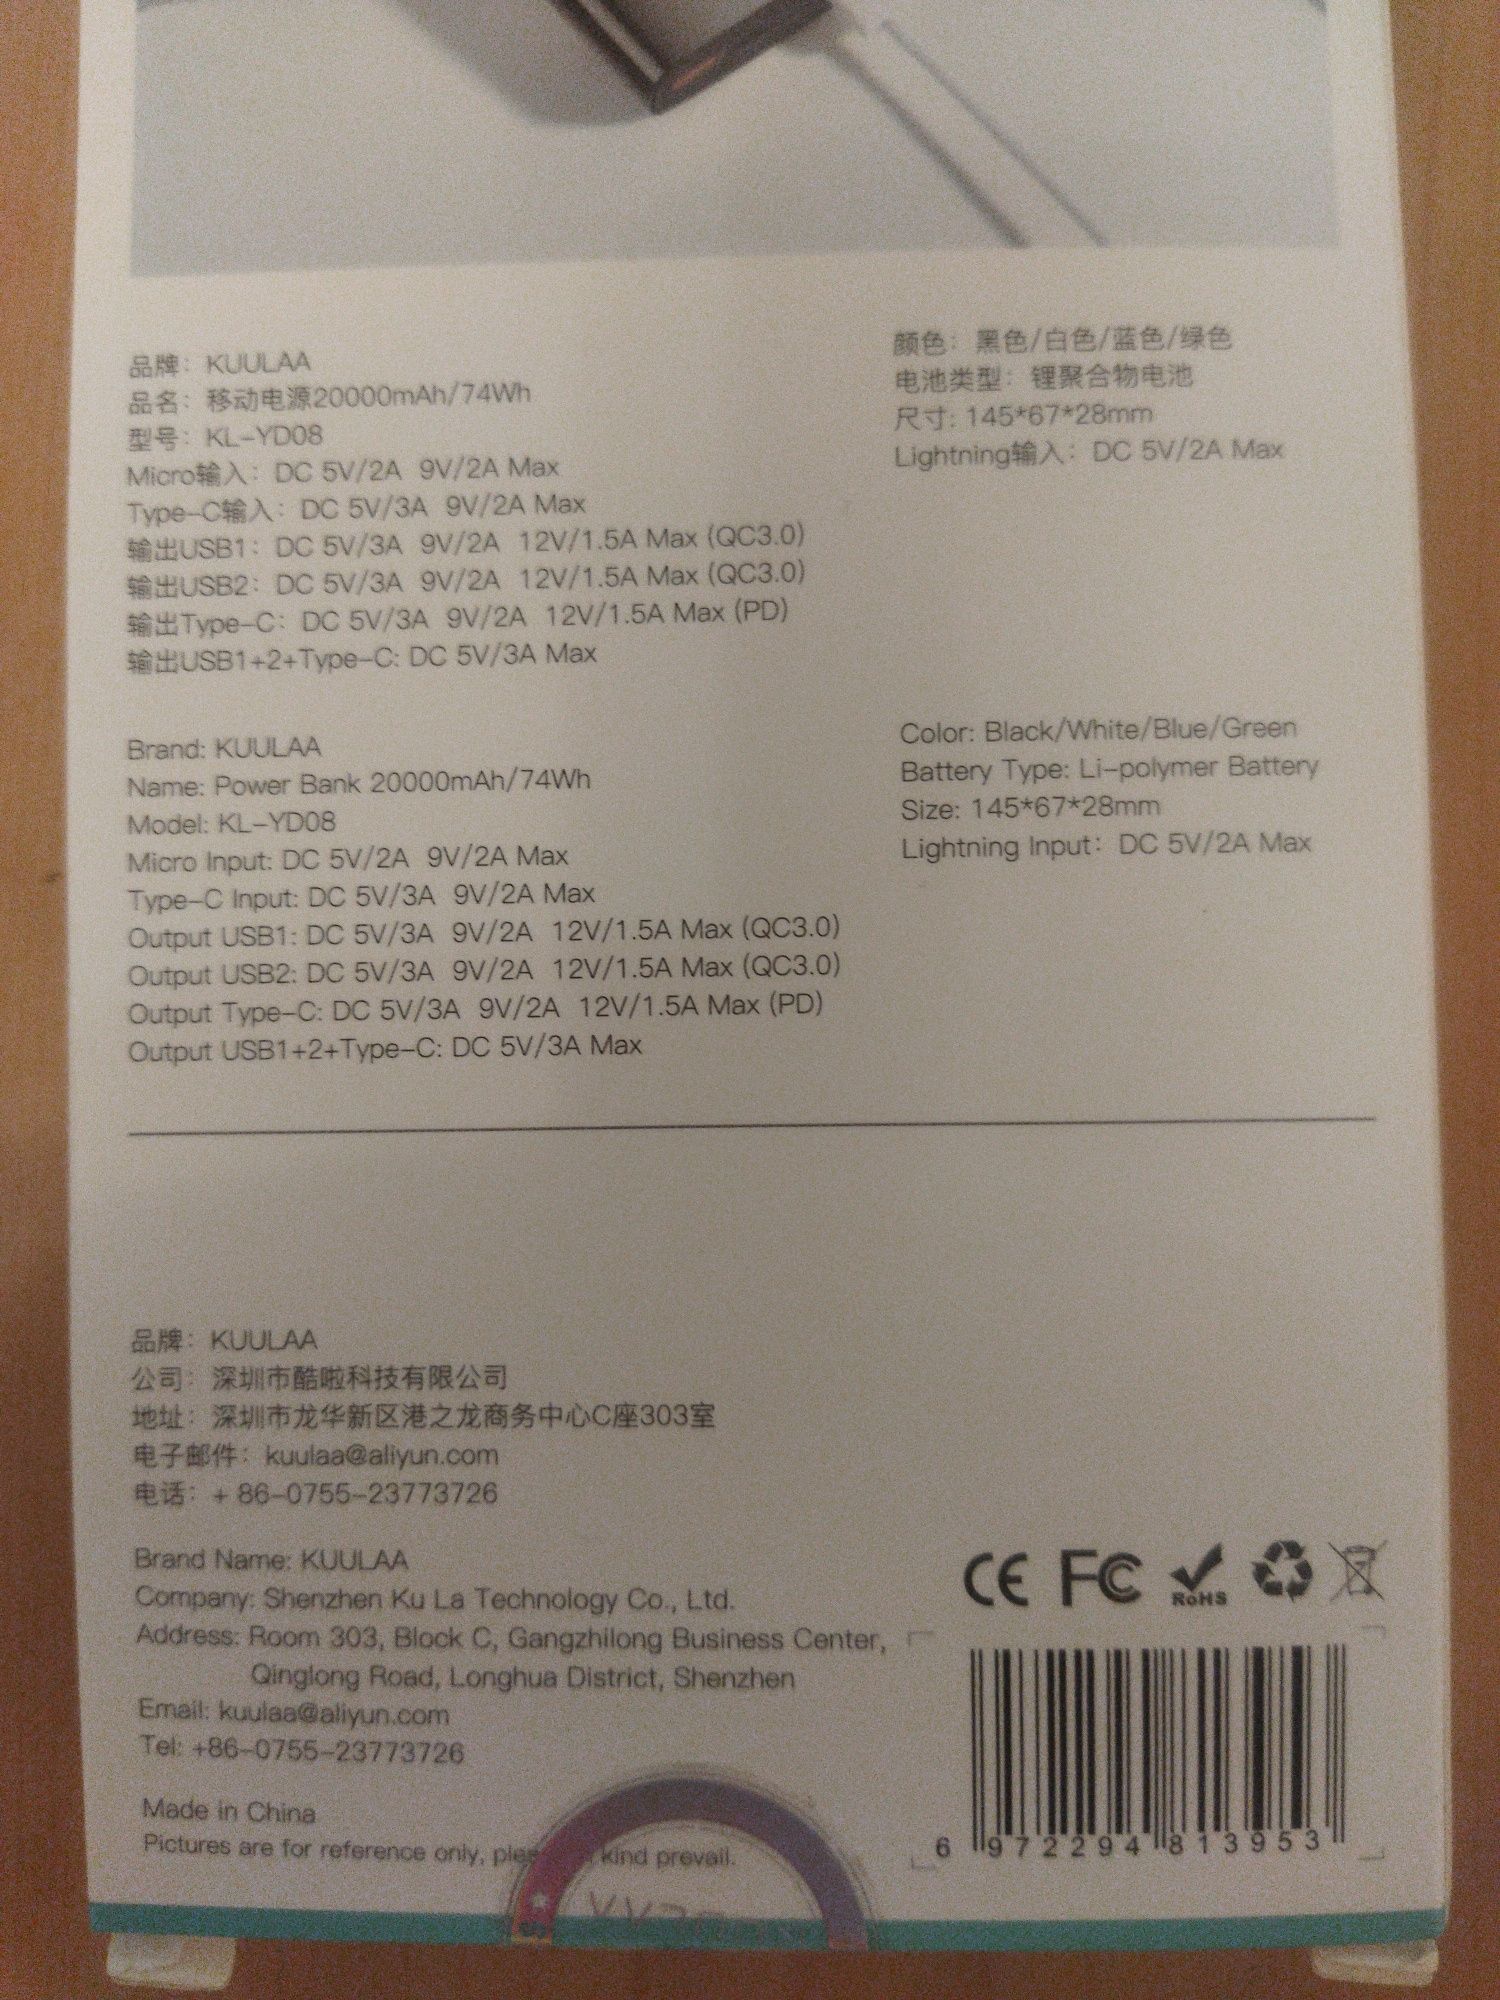 品牌：KUULAA
品名：移动电源20000mAh/74Wh
型号：KL-YD08
Micro输入：DC 5V/2A 9V/2A Max
Type-C输入：DC 5V/3A 9V/2A Max
输出USB1：DC 5V/3A 9V/2A 12V/1.5A Max (QC3.0)
输出USB2：DC 5V/3A 9V/2A 12V/1.5A Max (QC3.0)
输出Type-C：DC 5V/3A 9V/2A 12V/1.5A Max (PD)
输出USB1+2+Type-C: DC 5V/3A Max
颜色：黑色/白色/蓝色/绿色
电池类型：锂聚合物电池
尺寸: 145*67*28mm
Lightning输入：DC 5V/2A Max
Brand: KUULAA
Name: Power Bank 20000mAh/74Wh
Model: KL-YD08
Micro Input: DC 5V/2A 9V/2A Max
Type-C Input: DC 5V/3A 9V/2A Max
Output USB1: DC 5V/3A 9V/2A 12V/1.5A Max (QC3.0)
Output USB2: DC 5V/3A 9V/2A 12V/1.5A Max (QC3.0)
Output Type-C: DC 5V/3A 9V/2A 12V/1.5A Max (PD)
Output USB1+2+Type-C: DC 5V/3A Max
Color: Black/White/Blue/Green
Battery Type: Li-polymer Battery
Size: 145*67*28mm
Lightning Input：DC 5V/2A Max
品牌：KUULAA
公司：深圳市酷啦科技有限公司
地址：深圳市龙华新区港之龙商务中心C座303室
电子邮件：kuulaa@aliyun.com
电话：+ 86-0755-23773726
Brand Name: KUULAA
Company: Shenzhen Ku La Technology Co., Ltd.
Address: Room 303, Block C, Gangzhilong Business Center,
Qinglong Road, Longhua District, Shenzhen
Email: kuulaa@aliyun.com
Tel: +86-0755-23773726
Made in China
Pictures are for reference only, kind prevail.
CE FC RoHS
6 972294 813953